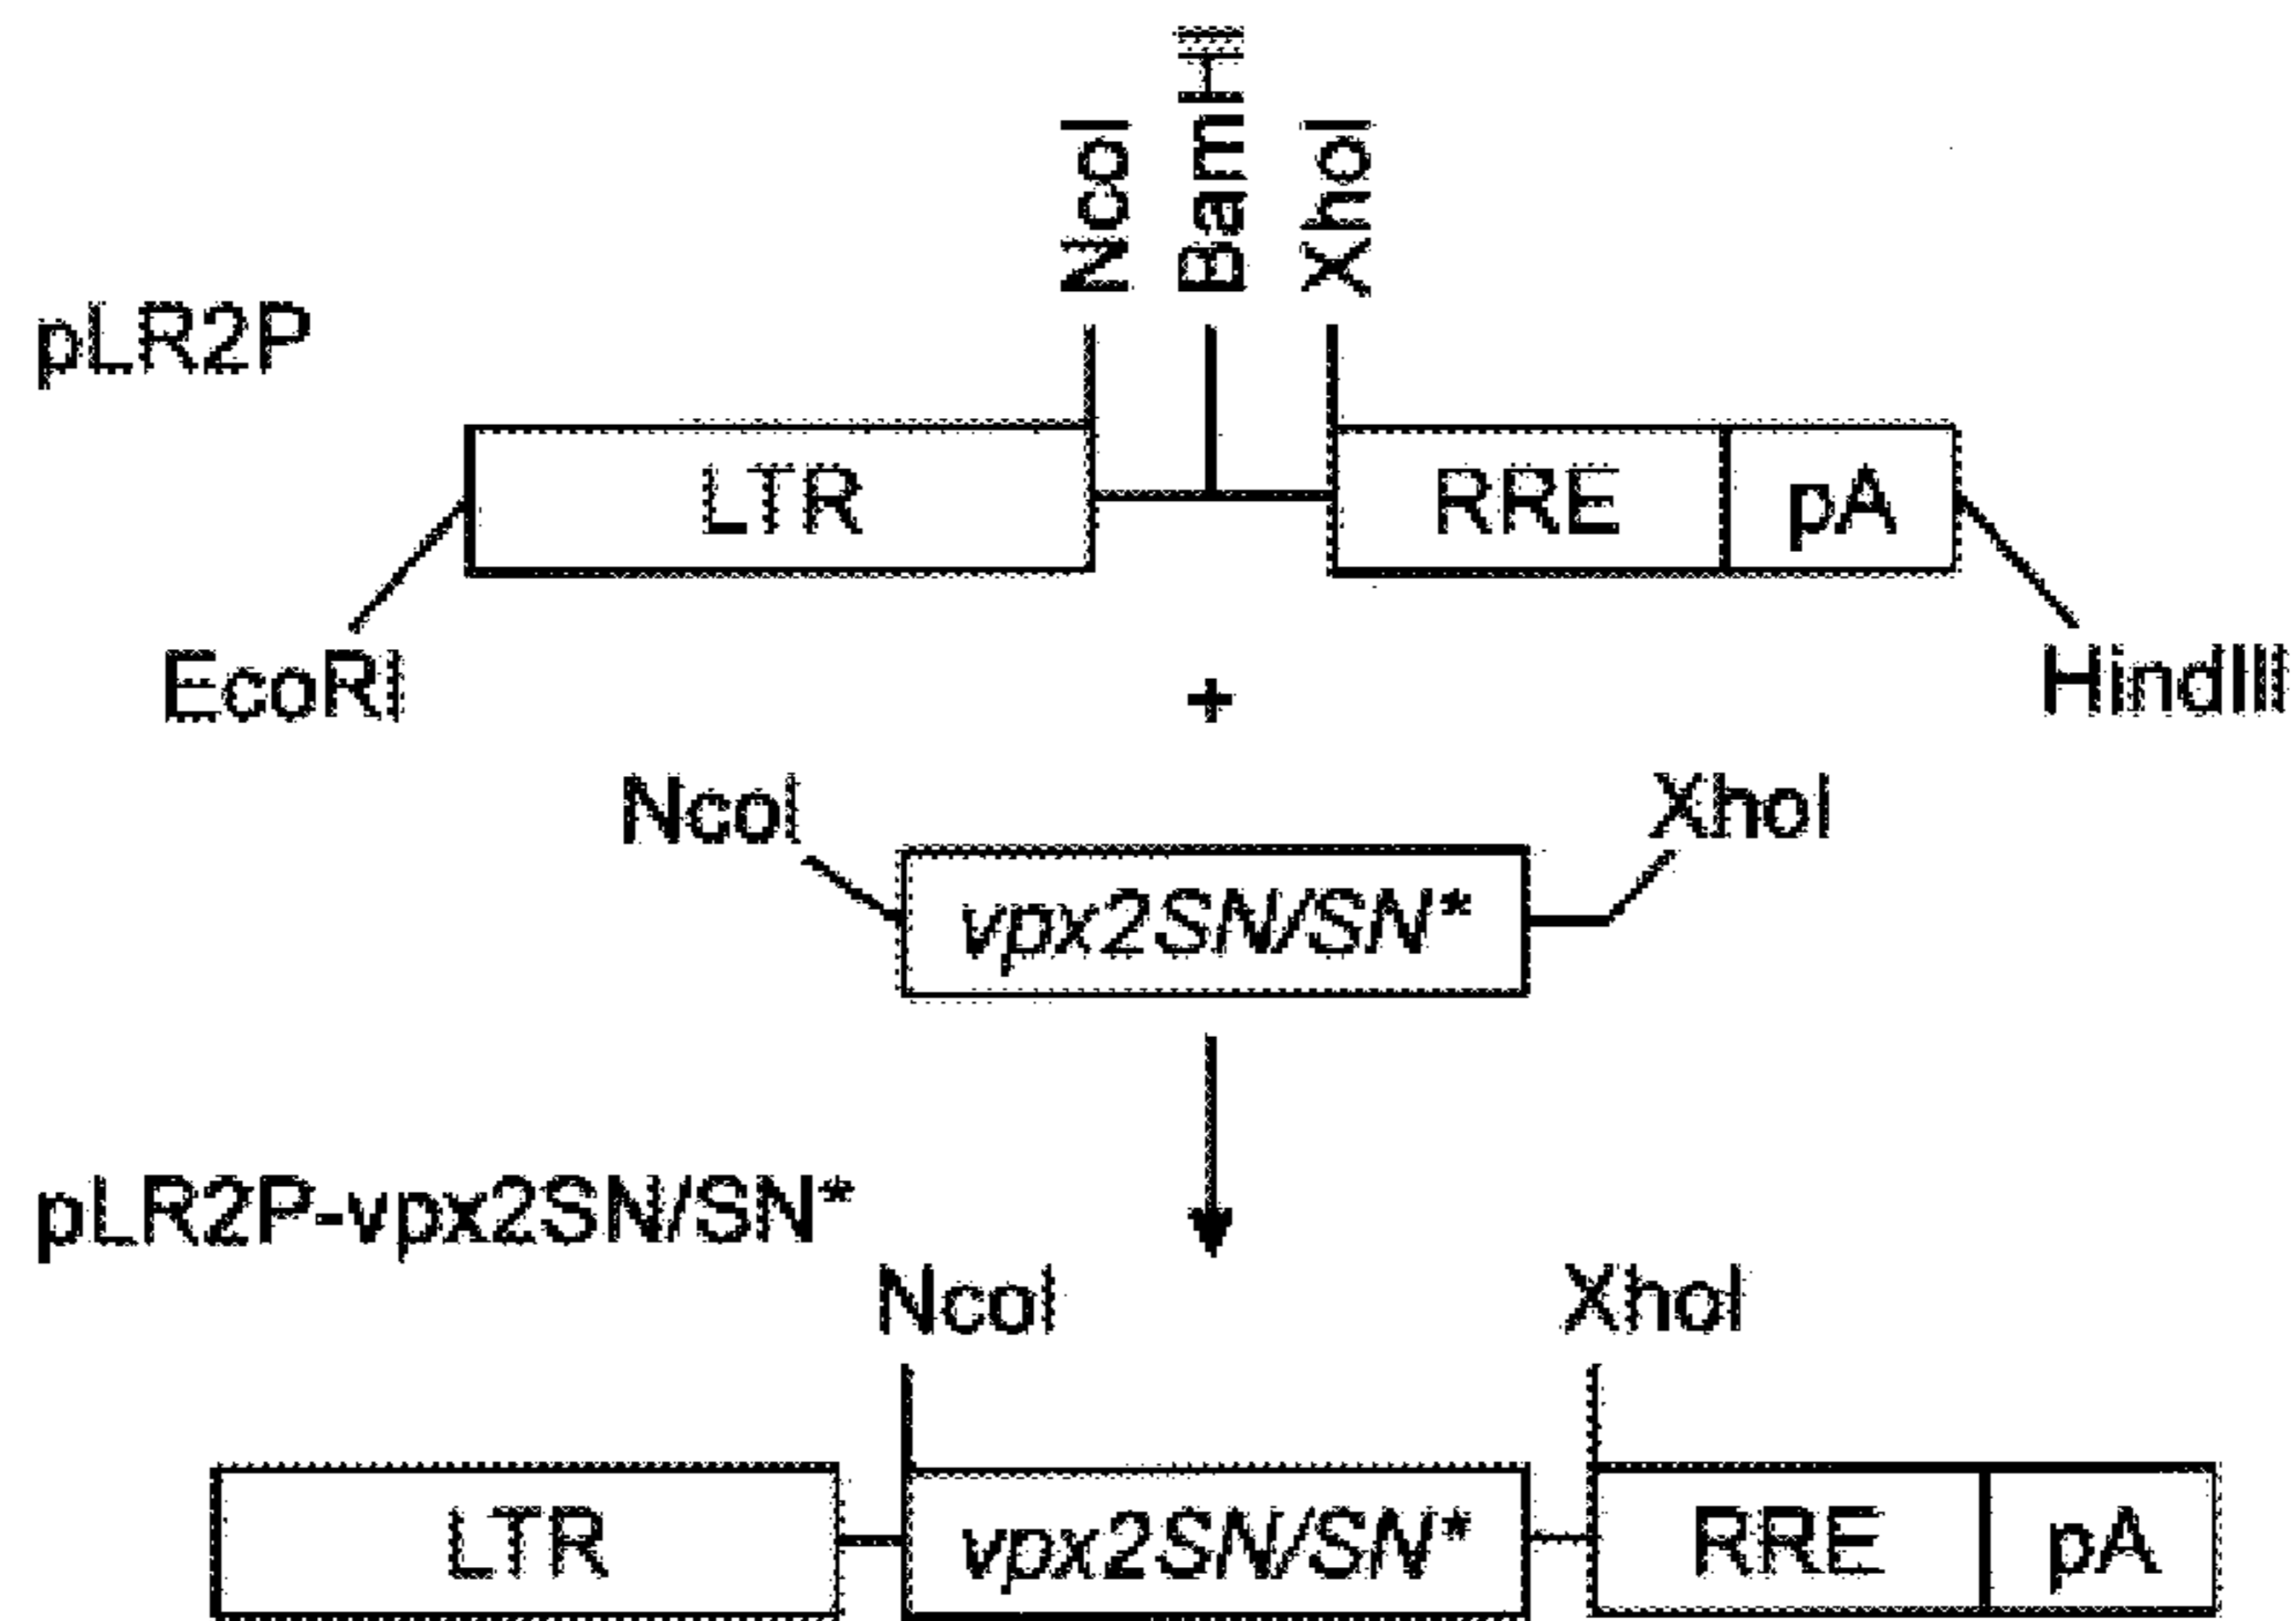 NcoI
BamHI
XhoI
pLR2P
LTR
RRE
pA
EcoRI
HindIII
+
NcoI
XhoI
vpx2SN/SN*
pLR2P-vpx2SN/SN*
NcoI
XhoI
LTR
vpx2SN/SN*
RRE
pA